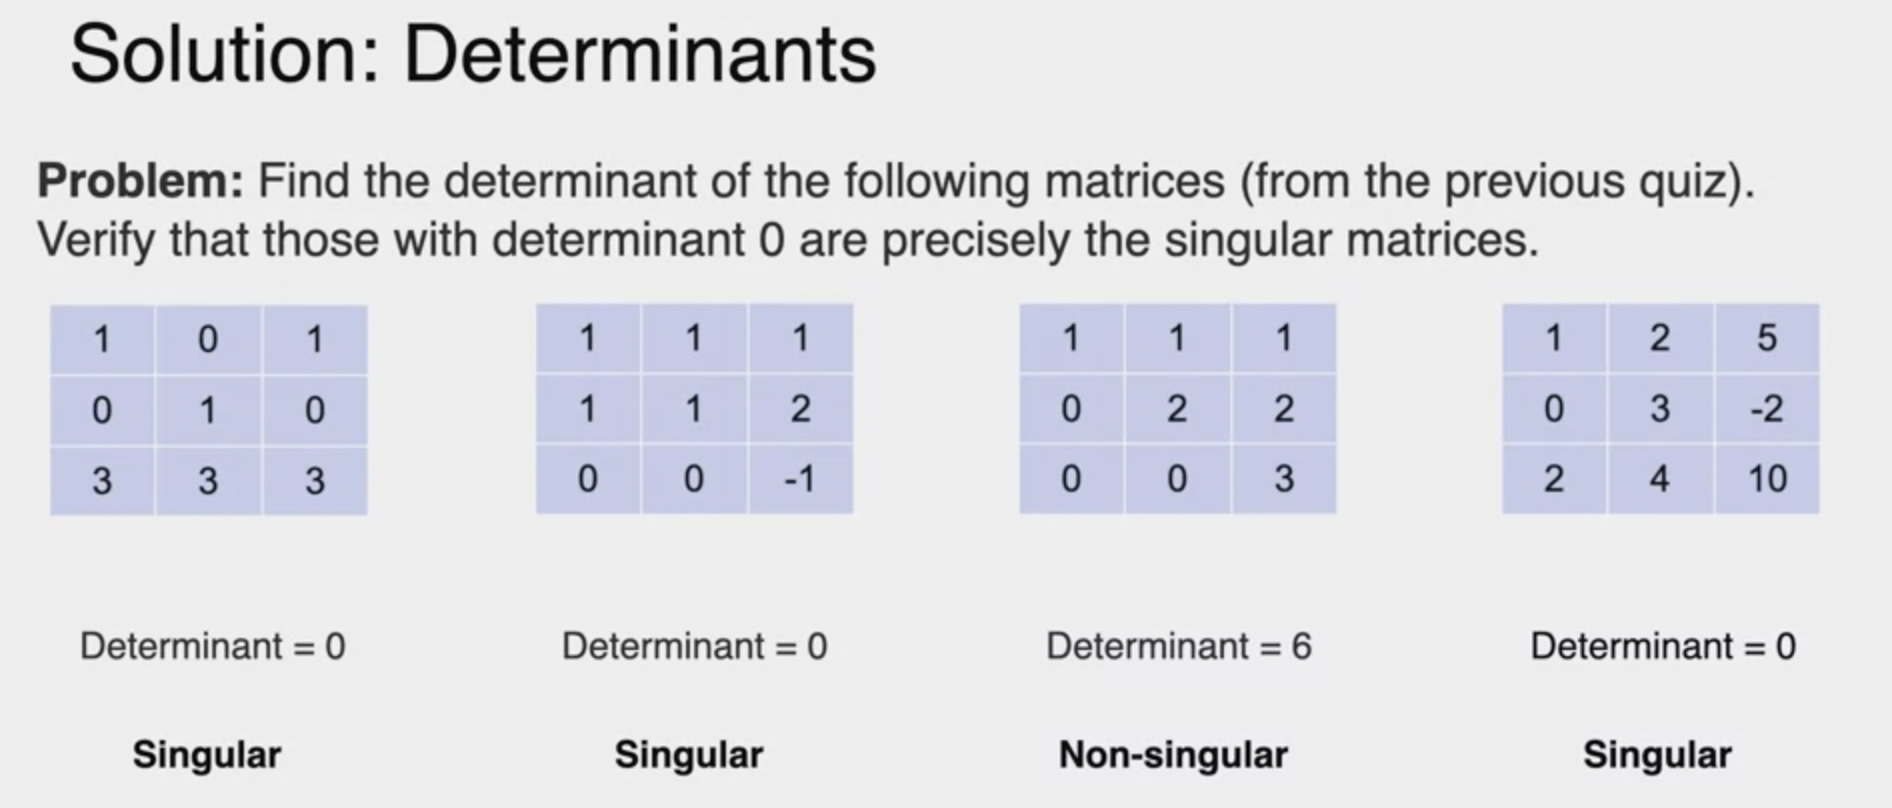 Solution: Determinants
Problem: Find the determinant of the following matrices (from the previous quiz).
Verify that those with determinant 0 are precisely the singular matrices.
1 0 1
0 1 0
3 3 3
1 1 1
1 1 2
0 0 -1
1 1 1
0 2 2
0 0 3
1 2 5
0 3 -2
2 4 10
Determinant = 0
Determinant = 0
Determinant = 6
Determinant = 0
Singular
Singular
Non-singular
Singular